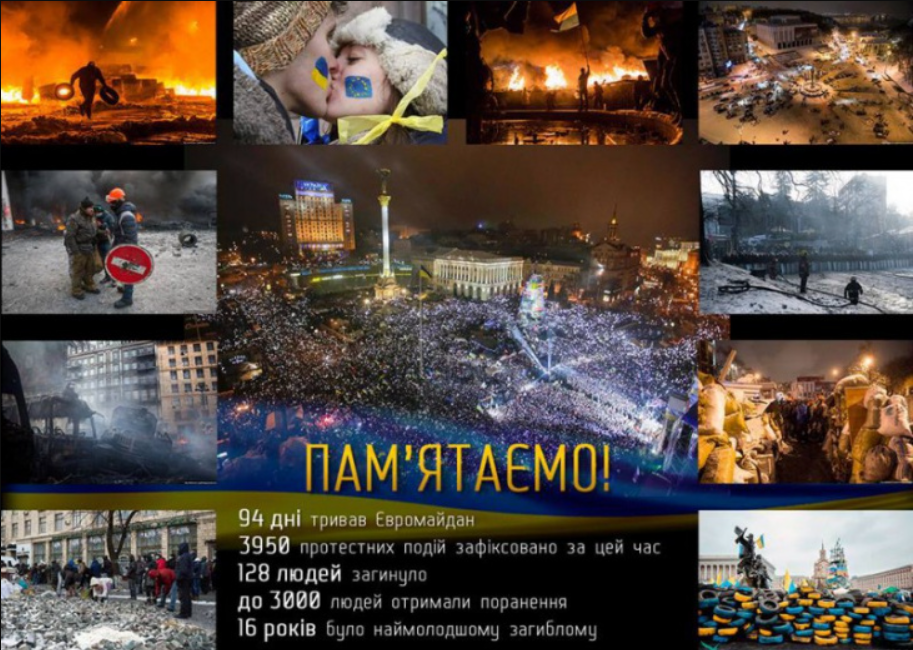 УКРАЇНА
ПАМ’ЯТАЄМО!
94 дні тривав Євромайдан
3950 протестних подій зафіксовано за цей час
128 людей загинуло
до 3000 людей отримали поранення
16 років було наймолодшому загиблому